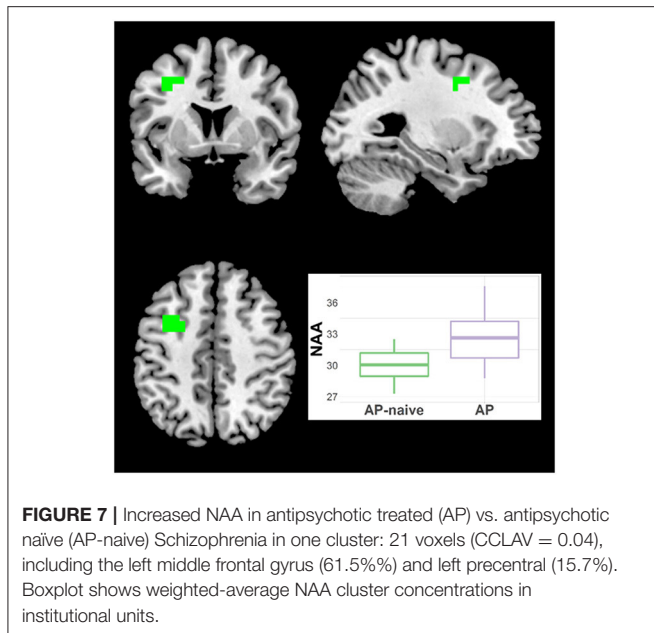 36
33
30
27
NAA
AP-naive AP
FIGURE 7 | Increased NAA in antipsychotic treated (AP) vs. antipsychotic
naïve (AP-naive) Schizophrenia in one cluster: 21 voxels (CCLAV = 0.04),
including the left middle frontal gyrus (61.5%%) and left precentral (15.7%).
Boxplot shows weighted-average NAA cluster concentrations in
institutional units.